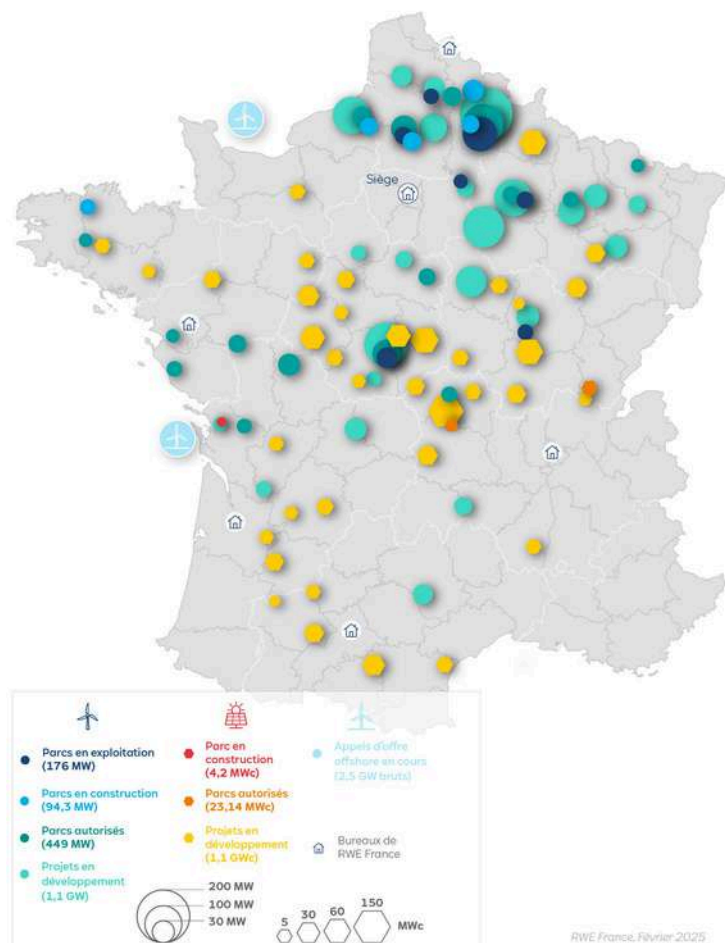 Siège
Parcs en exploitation
(176 MW)
Parcs en construction
(94,3 MW)
Parcs autorisés
(449 MW)
Projets en
développement
(1,1 GW)
Parc en
construction
(4,2 MWc)
Parcs autorisés
(23,14 MWc)
Projets en
développement
(1,1 GWc)
Appels d'offre
offshore en cours
(2,5 GW bruts)
Bureaux de
RWE France
200 MW
100 MW
30 MW
5 30 60 150
MWc
RWE France, Février 2025